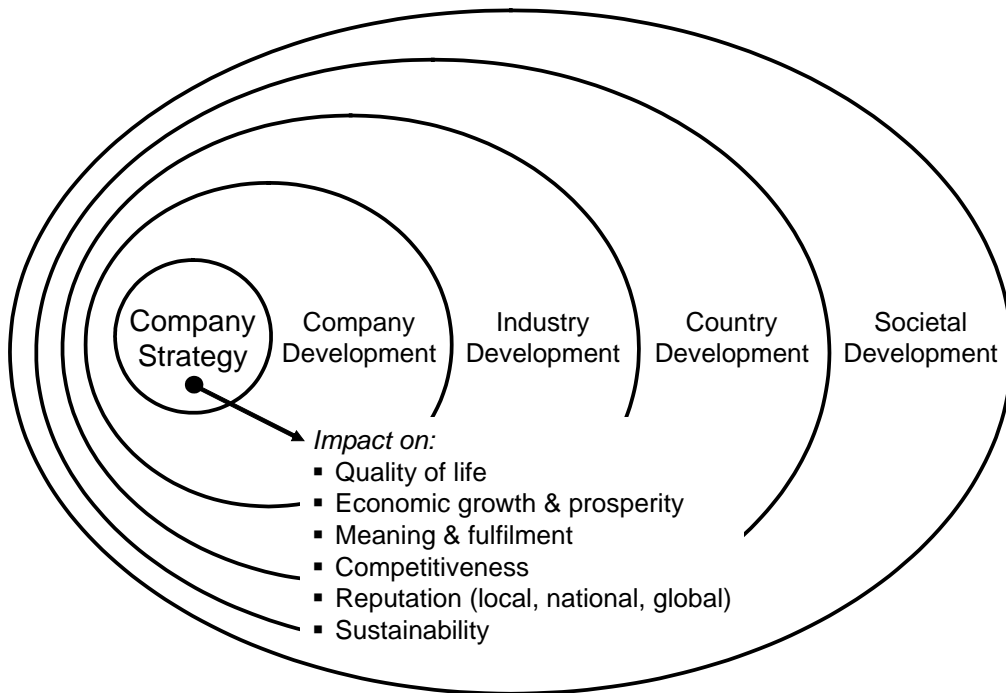 Company
Strategy
Company
Development
Industry
Development
Country
Development
Societal
Development
Impact on:
▪ Quality of life
▪ Economic growth & prosperity
▪ Meaning & fulfilment
▪ Competitiveness
▪ Reputation (local, national, global)
▪ Sustainability